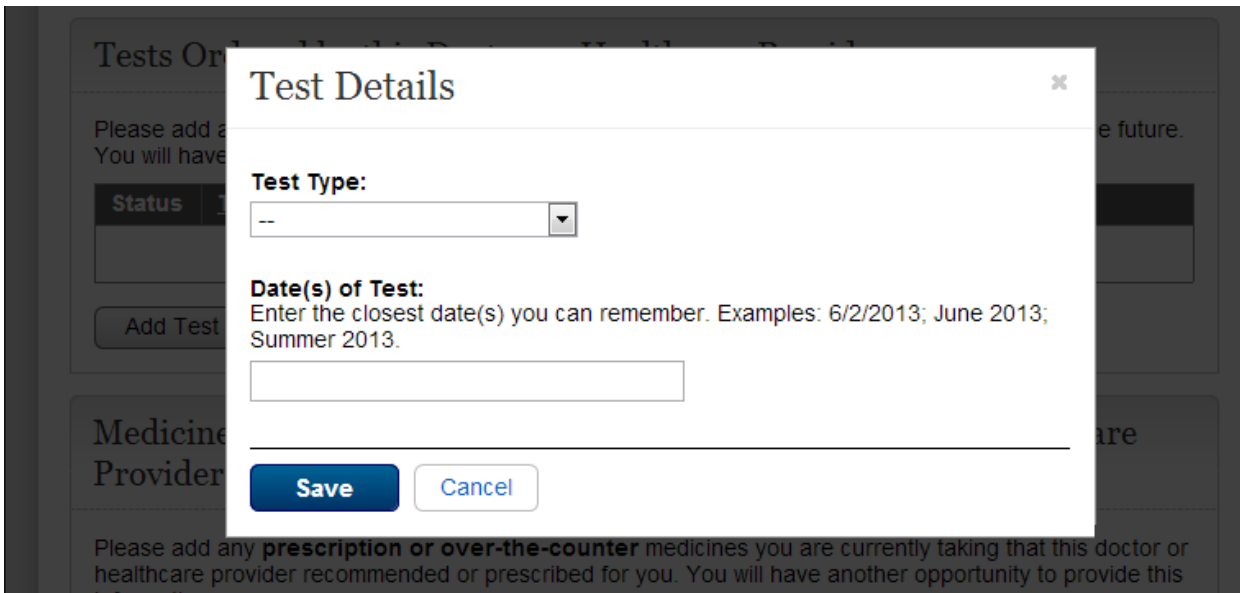 Tests Or
Test Details
Please add a
e future.
You will have
Test Type:
Status
--
Date(s) of Test:
Enter the closest date(s) you can remember. Examples: 6/2/2013; June 2013;
Summer 2013.
Add Test
Medicine
are
Provider
Save Cancel
Please add any prescription or over-the-counter medicines you are currently taking that this doctor or
healthcare provider recommended or prescribed for you. You will have another opportunity to provide this